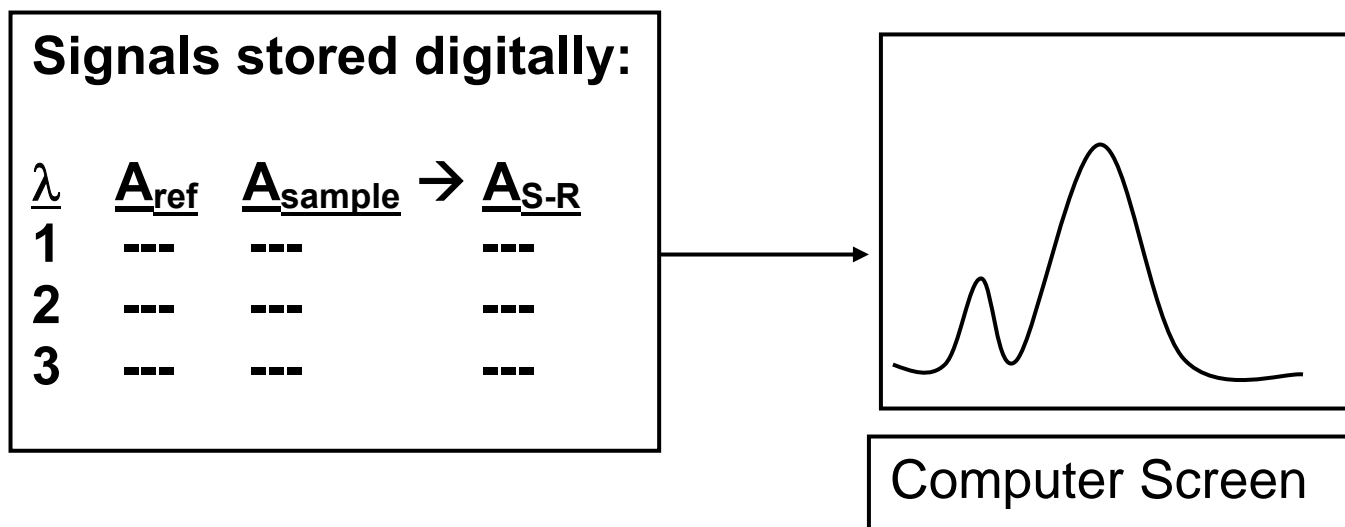 Signals stored digitally:
λ A_ref A_sample → A_S-R
1 --- --- ---
2 --- --- ---
3 --- --- ---
Computer Screen